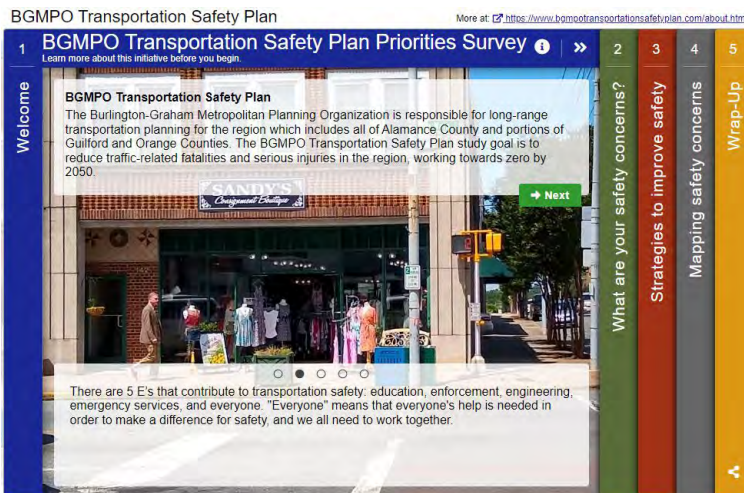 BGMPO Transportation Safety Plan
More at: https://www.bgmpotransportationsafetyplan.com/about.htm
1
BGMPO Transportation Safety Plan Priorities Survey
Learn more about this initiative before you begin.
Welcome
BGMPO Transportation Safety Plan
The Burlington-Graham Metropolitan Planning Organization is responsible for long-range
transportation planning for the region which includes all of Alamance County and portions of
Guilford and Orange Counties. The BGMPO Transportation Safety Plan study goal is to
reduce traffic-related fatalities and serious injuries in the region, working towards zero by
2050.
Next
SANDY'S
Consignment Boutique
There are 5 E's that contribute to transportation safety: education, enforcement, engineering,
emergency services, and everyone. "Everyone" means that everyone's help is needed in
order to make a difference for safety, and we all need to work together.
2
What are your safety concerns?
3
Strategies to improve safety
4
Mapping safety concerns
5
Wrap-Up